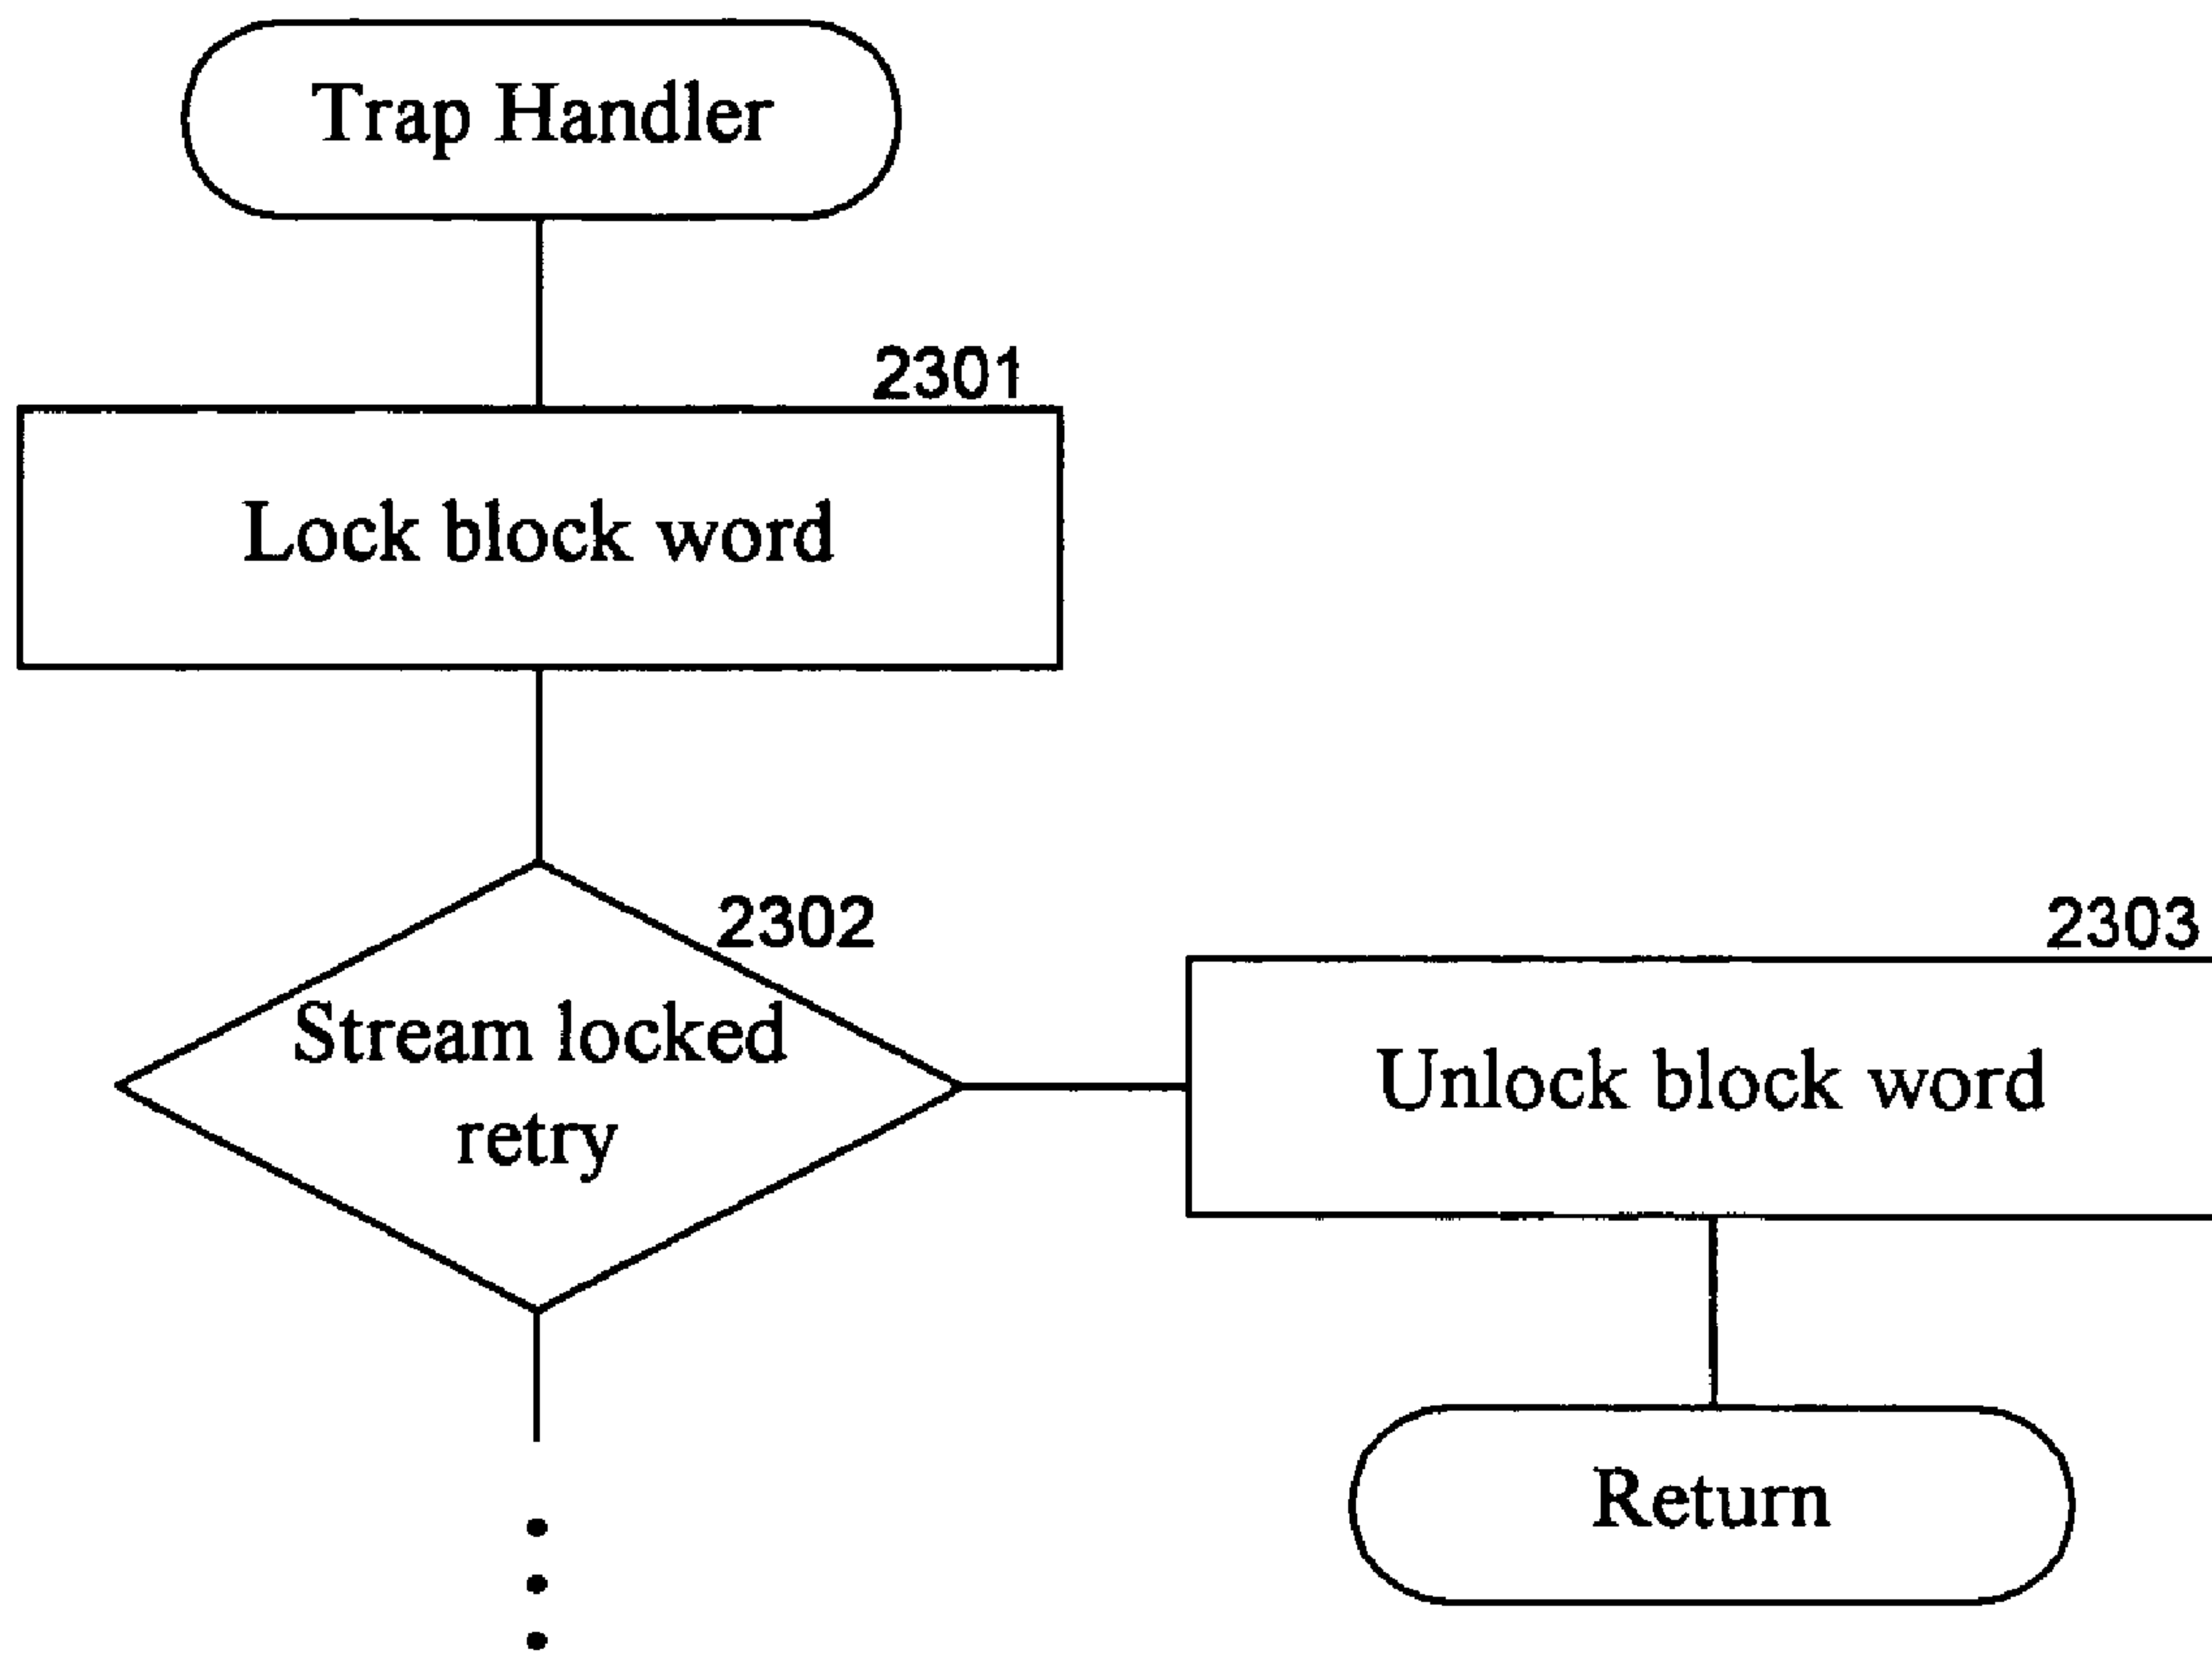 Trap Handler
2301
Lock block word
2302
Stream locked
retry
2303
Unlock block word
Return